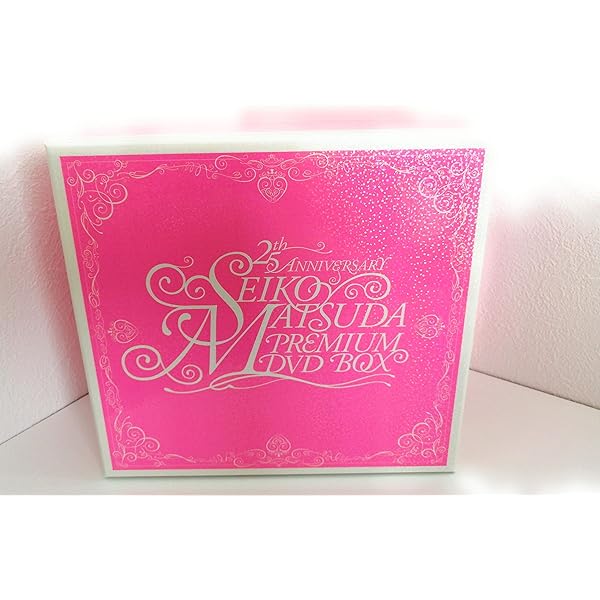 25th ANNIVERSARY
SEIKO
MATSUDA
PREMIUM
DVD BOX